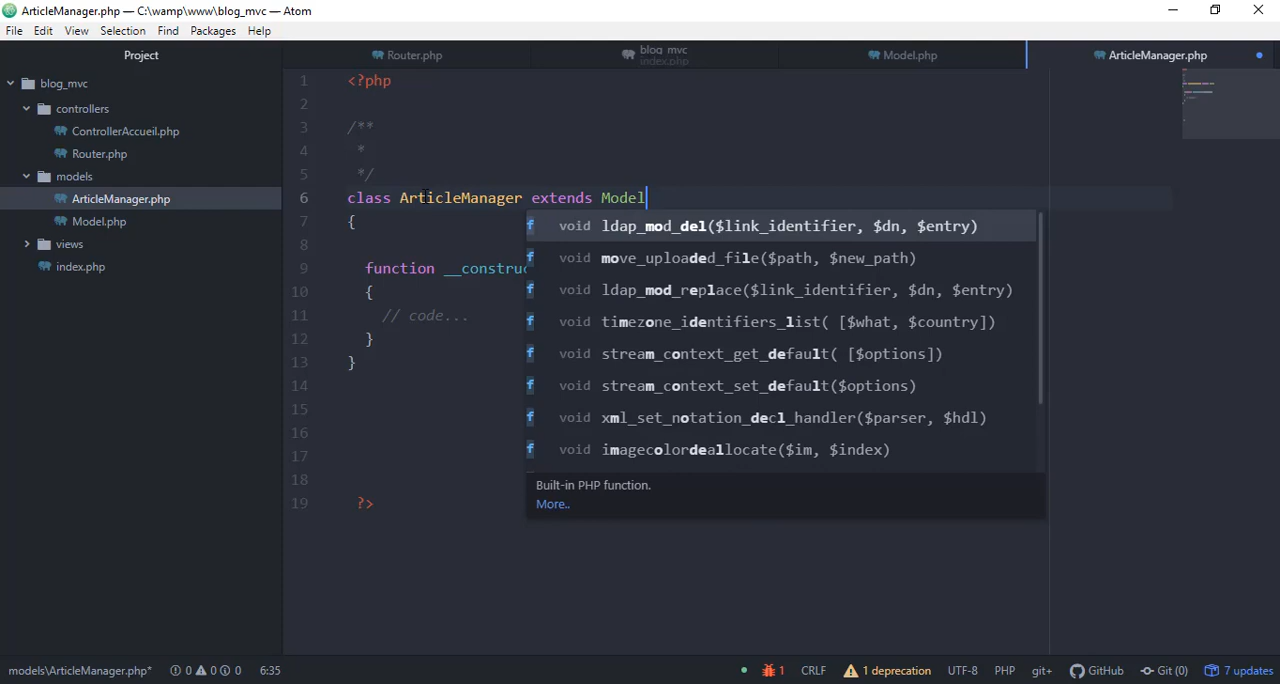 ArticleManager.php — C:\wamp\www\blog_mvc — Atom
File Edit View Selection Find Packages Help
Project
Router.php
blog_mvc
index.php
Model.php
ArticleManager.php
blog_mvc
controllers
ControllerAccueil.php
Router.php
models
ArticleManager.php
Model.php
views
index.php
1 <?php
2
3 /**
4 *
5 */
6 class ArticleManager extends Model
7 {
8
9 function __construc
10 {
11 // code...
12 }
13 }
14
15
16
17
18
19 ?>
f void ldap_mod_del($link_identifier, $dn, $entry)
f void move_uploaded_file($path, $new_path)
f void ldap_mod_replace($link_identifier, $dn, $entry)
f void timezone_identifiers_list( [$what, $country])
f void stream_context_get_default( [$options])
f void stream_context_set_default($options)
f void xml_set_notation_decl_handler($parser, $hdl)
f void imagecolordeallocate($im, $index)
Built-in PHP function.
More..
models\ArticleManager.php* 0 0 0 6:35 1 CRLF 1 deprecation UTF-8 PHP git+ GitHub Git (0) 7 updates